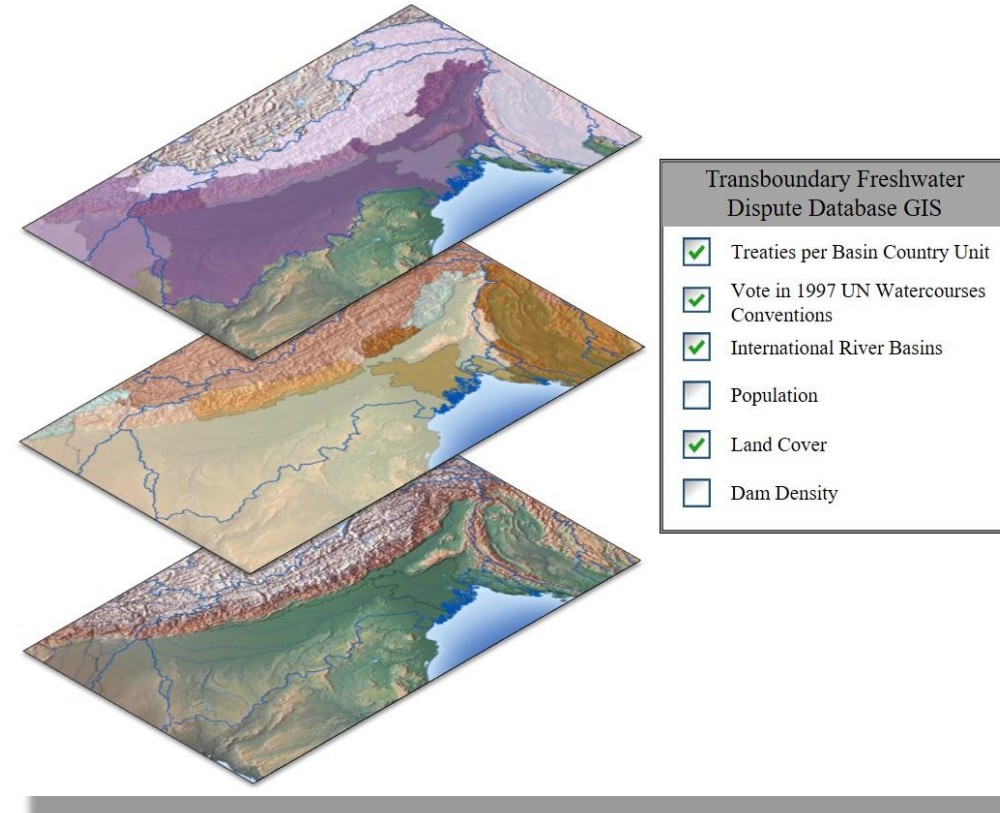 Transboundary Freshwater
Dispute Database GIS
Treaties per Basin Country Unit
Vote in 1997 UN Watercourses
Conventions
International River Basins
Population
Land Cover
Dam Density